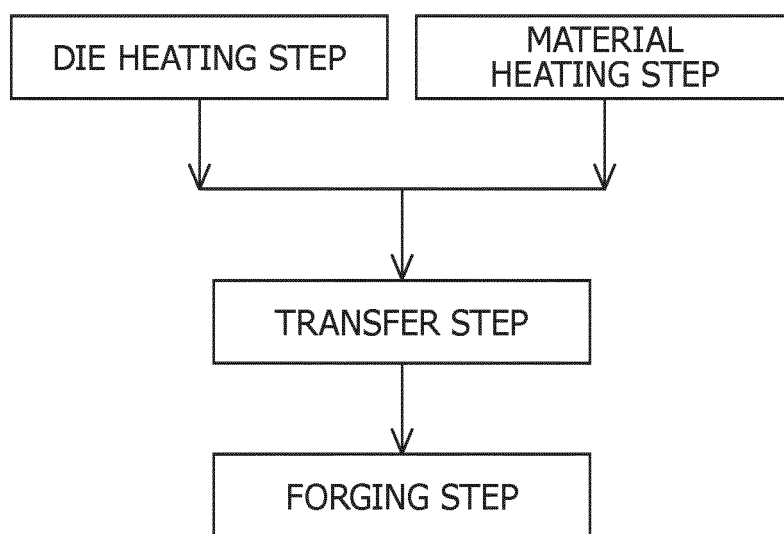 DIE HEATING STEP
MATERIAL
HEATING STEP
TRANSFER STEP
FORGING STEP